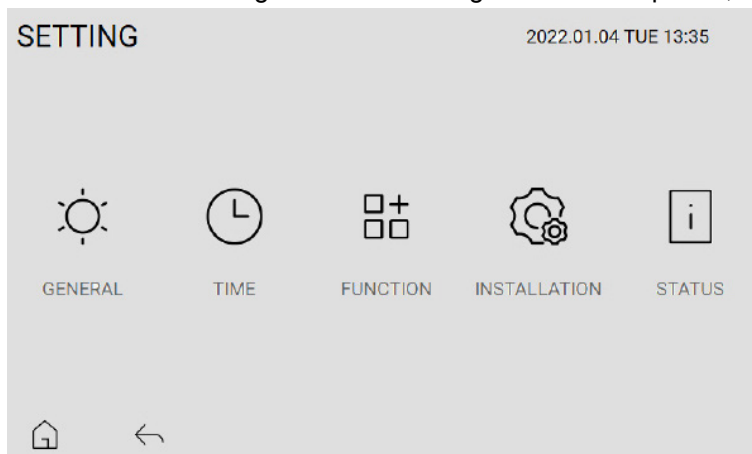 SETTING
2022.01.04 TUE 13:35
GENERAL
TIME
FUNCTION
INSTALLATION
STATUS